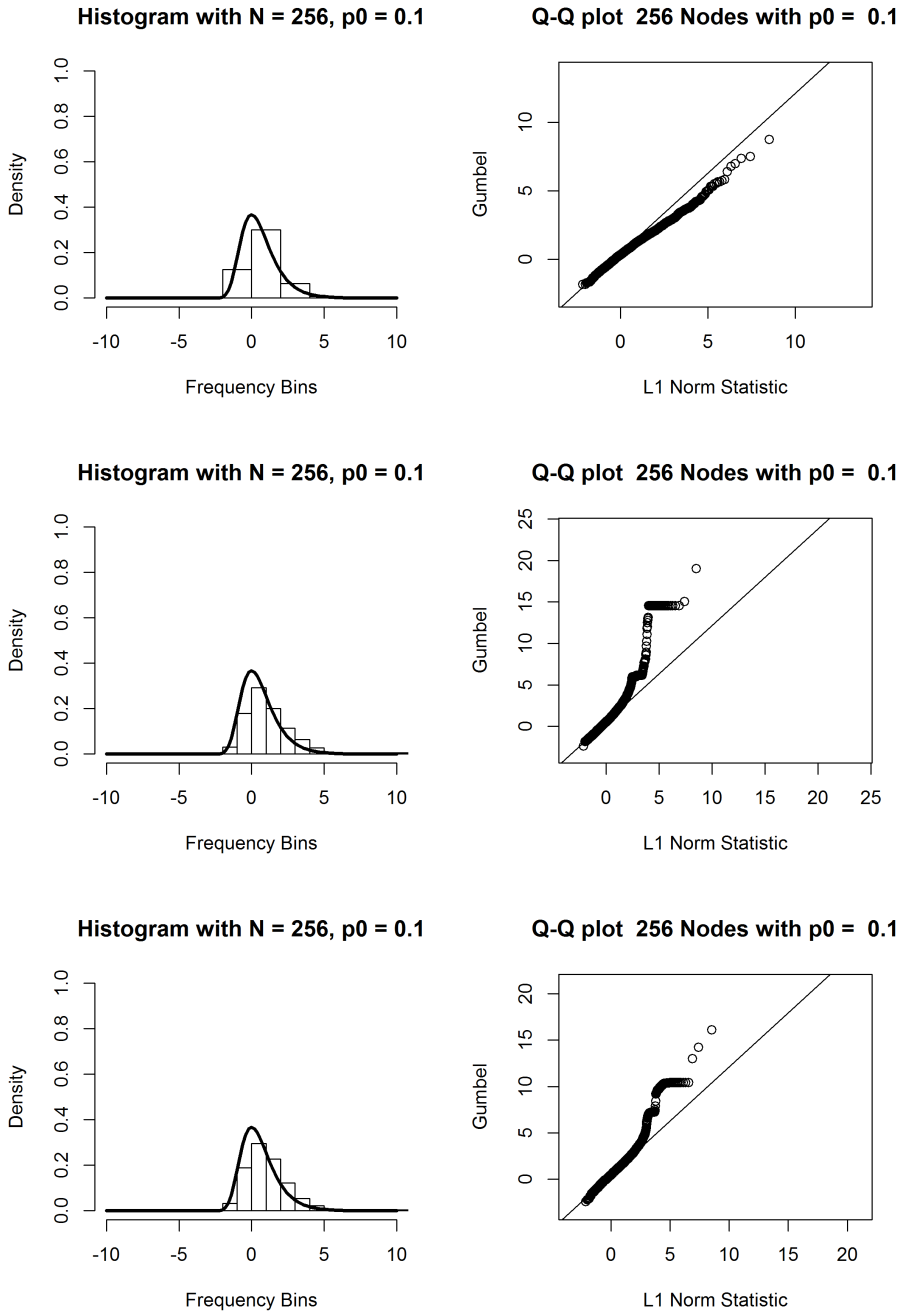 Histogram with N = 256, p0 = 0.1
Density
0.0 0.2 0.4 0.6 0.8 1.0
-10 -5 0 5 10
Frequency Bins
Q-Q plot  256 Nodes with p0 =  0.1
Gumbel
0 5 10
0 5 10
L1 Norm Statistic
Histogram with N = 256, p0 = 0.1
Density
0.0 0.2 0.4 0.6 0.8 1.0
-10 -5 0 5 10
Frequency Bins
Q-Q plot  256 Nodes with p0 =  0.1
Gumbel
0 5 10 15 20 25
0 5 10 15 20 25
L1 Norm Statistic
Histogram with N = 256, p0 = 0.1
Density
0.0 0.2 0.4 0.6 0.8 1.0
-10 -5 0 5 10
Frequency Bins
Q-Q plot  256 Nodes with p0 =  0.1
Gumbel
0 5 10 15 20
0 5 10 15 20
L1 Norm Statistic